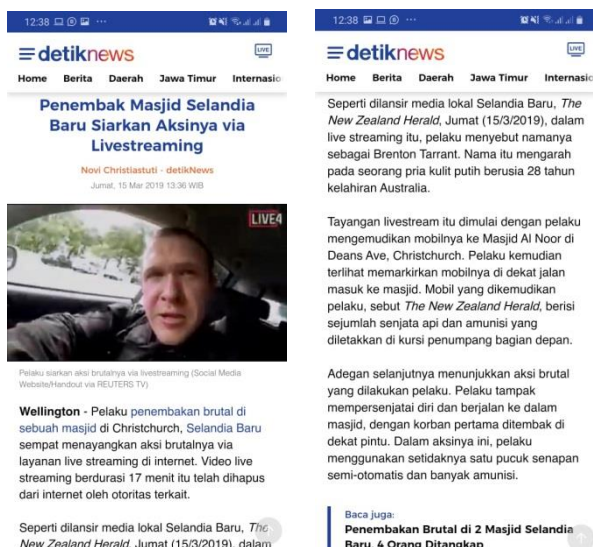 12:38
detiknews
LIVE
Home Berita Daerah Jawa Timur Internasio
Penembak Masjid Selandia
Baru Siarkan Aksinya via
Livestreaming
Novi Christiastuti - detikNews
Jumat, 15 Mar 2019 13:36 WIB
LIVE4
Pelaku siarkan aksi brutalnya via livestreaming (Social Media
Website/Handout via REUTERS TV)
Wellington - Pelaku penembakan brutal di
sebuah masjid di Christchurch, Selandia Baru
sempat menayangkan aksi brutalnya via
layanan live streaming di internet. Video live
streaming berdurasi 17 menit itu telah dihapus
dari internet oleh otoritas terkait.
Seperti dilansir media lokal Selandia Baru, The
New Zealand Herald, Jumat (15/3/2019), dalam
12:38
detiknews
LIVE
Home Berita Daerah Jawa Timur Internasio
Seperti dilansir media lokal Selandia Baru, The
New Zealand Herald, Jumat (15/3/2019), dalam
live streaming itu, pelaku menyebut namanya
sebagai Brenton Tarrant. Nama itu mengarah
pada seorang pria kulit putih berusia 28 tahun
kelahiran Australia.
Tayangan livestream itu dimulai dengan pelaku
mengemudikan mobilnya ke Masjid Al Noor di
Deans Ave, Christchurch. Pelaku kemudian
terlihat memarkirkan mobilnya di dekat jalan
masuk ke masjid. Mobil yang dikemudikan
pelaku, sebut The New Zealand Herald, berisi
sejumlah senjata api dan amunisi yang
diletakkan di kursi penumpang bagian depan.
Adegan selanjutnya menunjukkan aksi brutal
yang dilakukan pelaku. Pelaku tampak
mempersenjatai diri dan berjalan ke dalam
masjid, dengan korban pertama ditembak di
dekat pintu. Dalam aksinya ini, pelaku
menggunakan setidaknya satu pucuk senapan
semi-otomatis dan banyak amunisi.
Baca juga:
Penembakan Brutal di 2 Masjid Selandia
Baru, 4 Orang Ditangkap